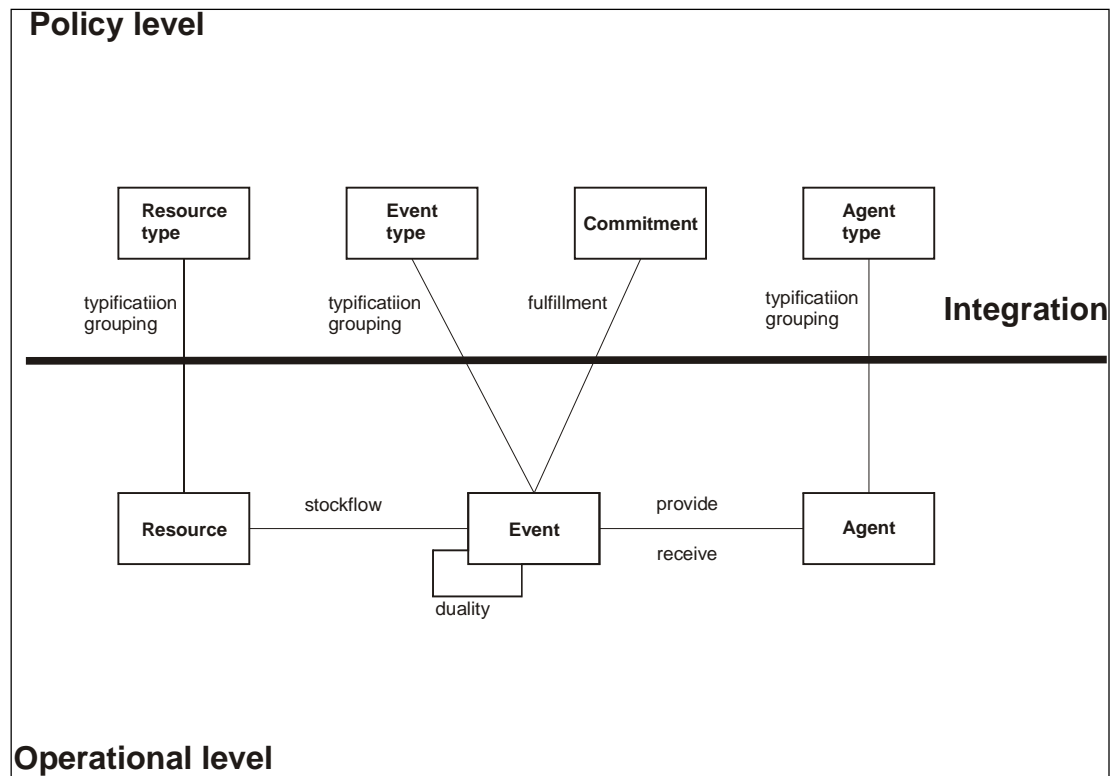 Policy level
Resource
type
Event
type
Commitment
Agent
type
typificatiion
grouping
typificatiion
grouping
fulfillment
typificatiion
grouping
Integration
Resource
stockflow
Event
provide
receive
Agent
duality
Operational level